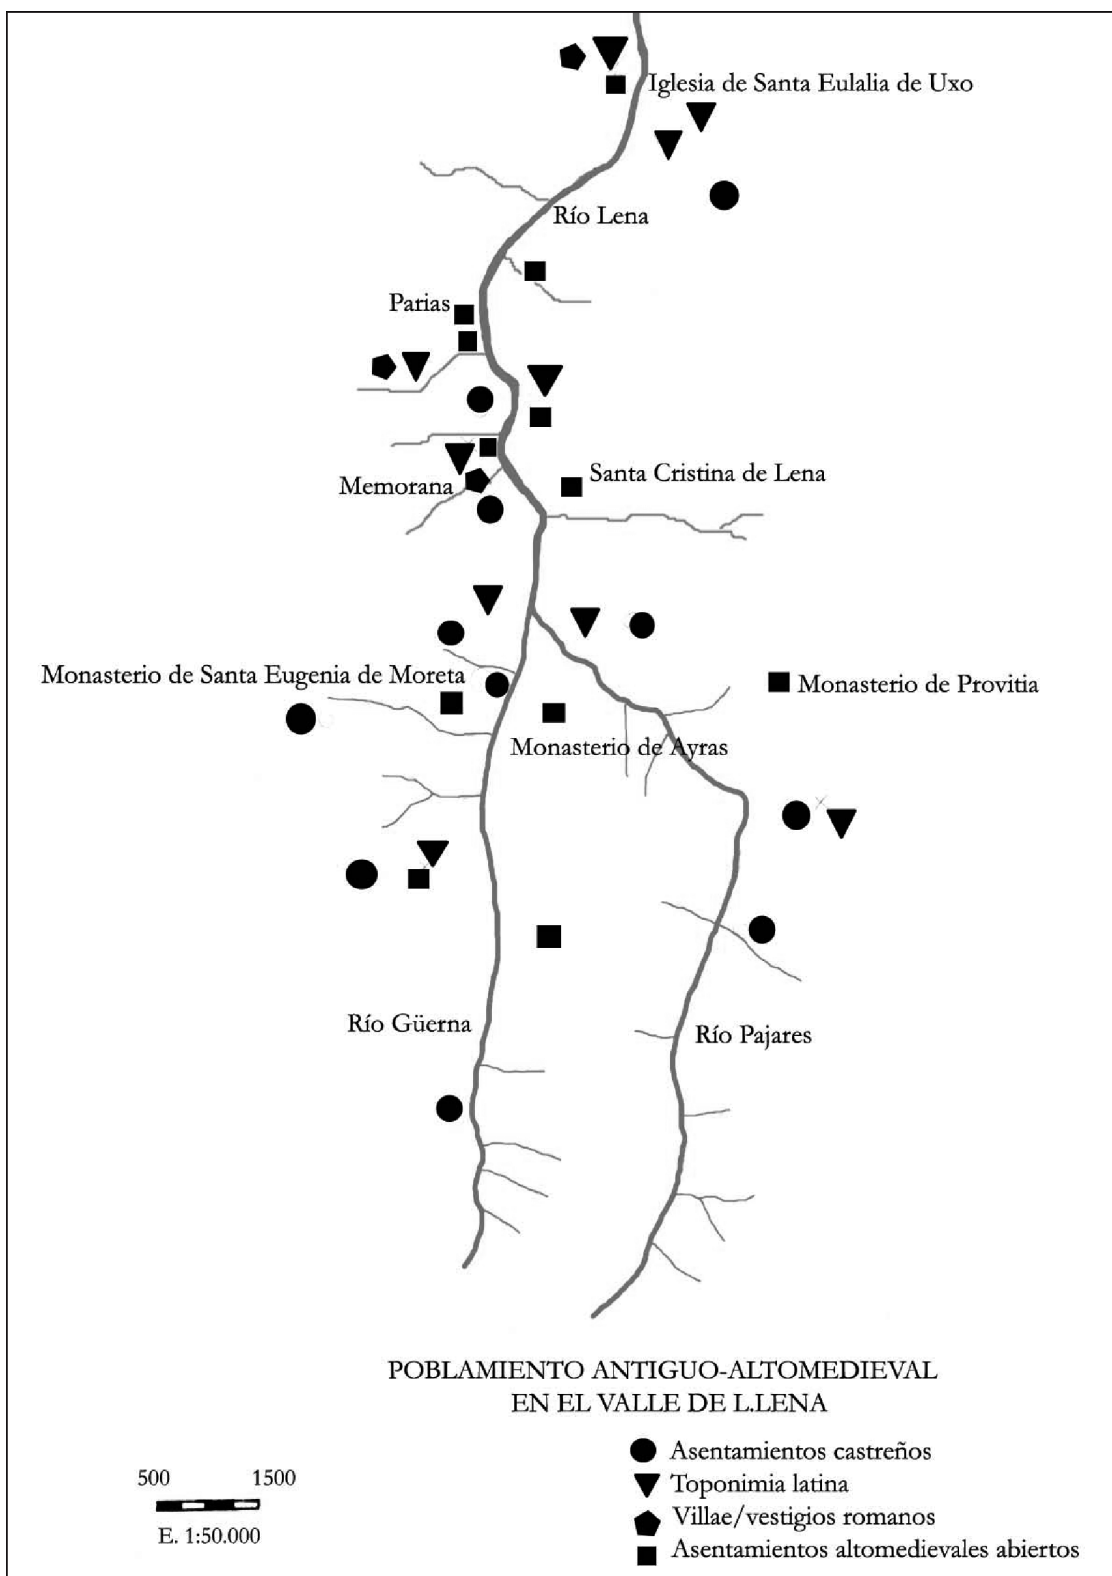 Iglesia de Santa Eulalia de Uxo
Río Lena
Parias
Santa Cristina de Lena
Memorana
Monasterio de Santa Eugenia de Moreta
Monasterio de Provitia
Monasterio de Ayras
Río Güerna
Río Pajares
POBLAMIENTO ANTIGUO-ALTOMEDIEVAL
EN EL VALLE DE L.LENA
Asentamientos castreños
Toponimia latina
Villae/vestigios romanos
Asentamientos altomedievales abiertos
500 1500
E. 1:50.000